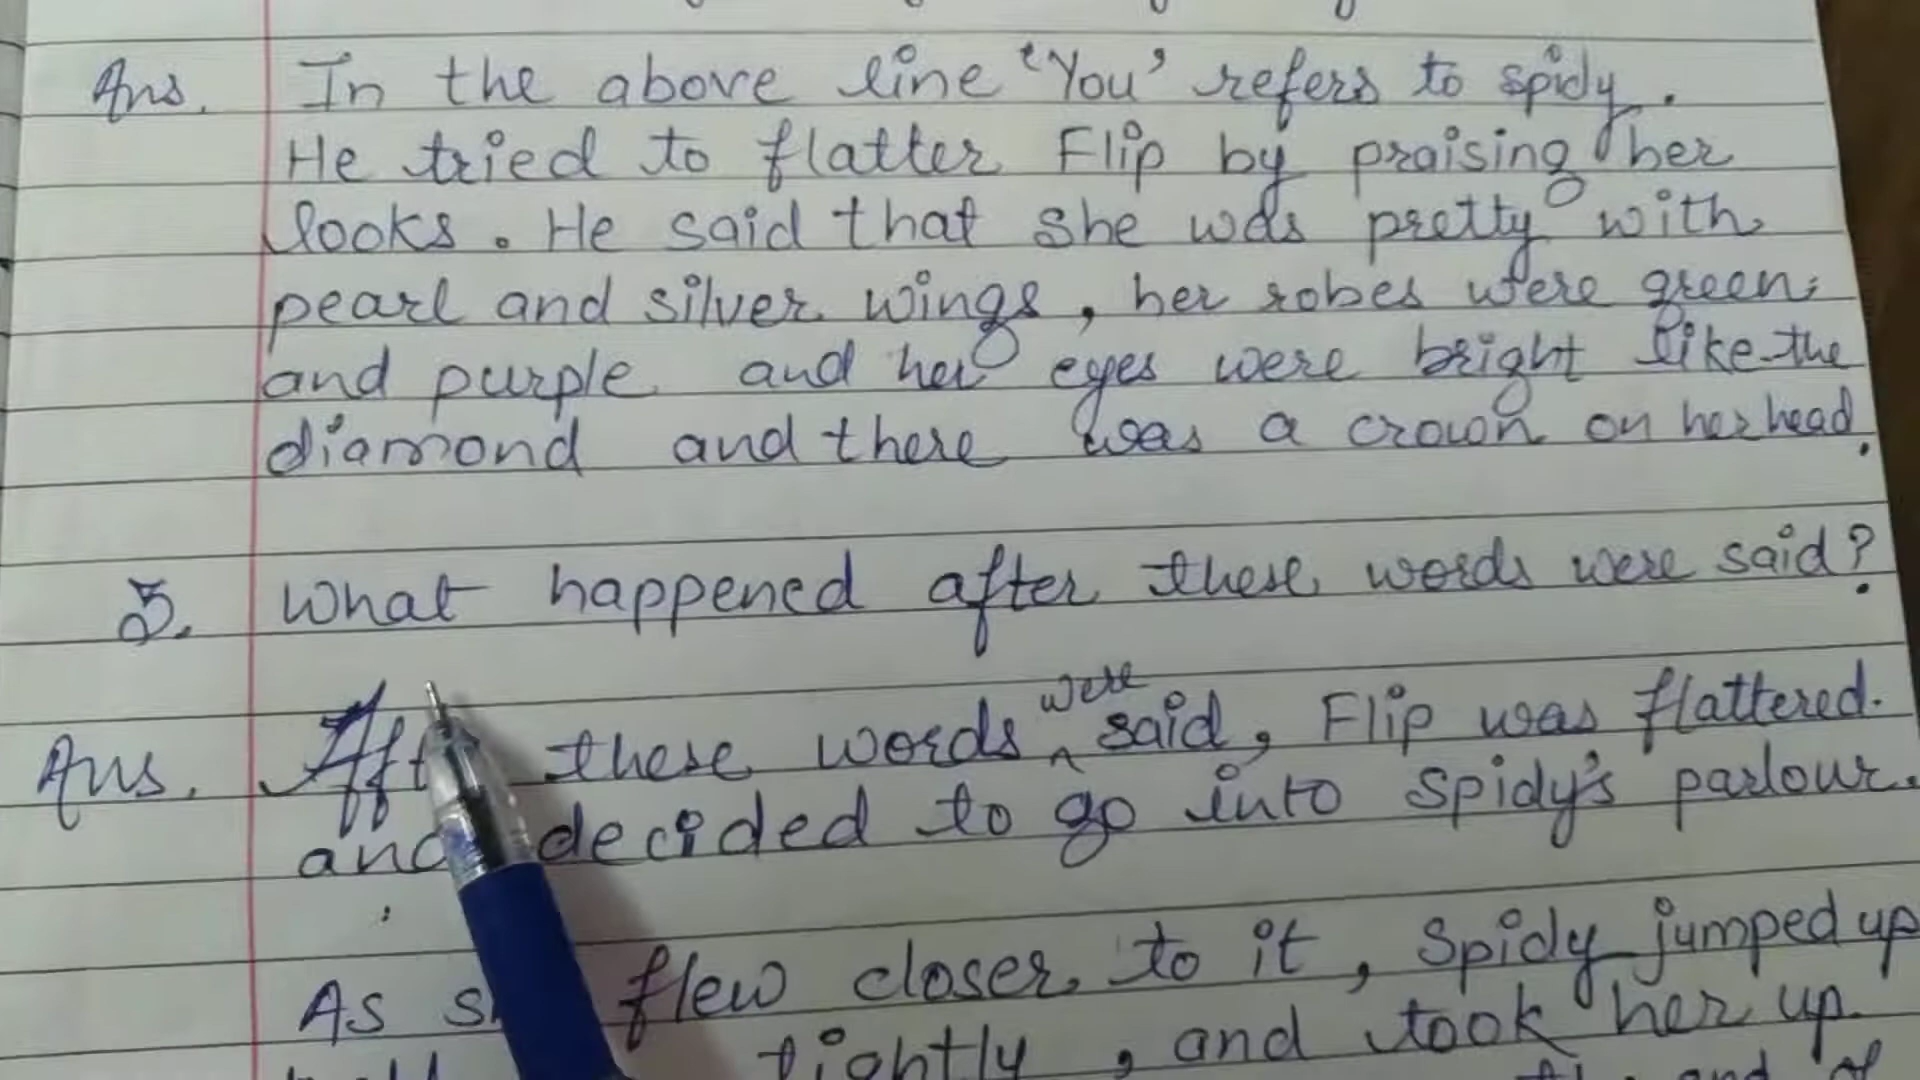 Ans. In the above line 'You' refers to spidy.
He tried to flatter Flip by praising her
looks. He said that she was pretty with
pearl and silver wings, her robes were green
and purple and her eyes were bright like the
diamond and there was a crown on her head.
5. What happened after these words were said?
Ans. these words were said, Flip was flattered.
and decided to go into Spidy's parlour.
As flew closer to it, Spidy jumped up
tightly, and took her up
and of